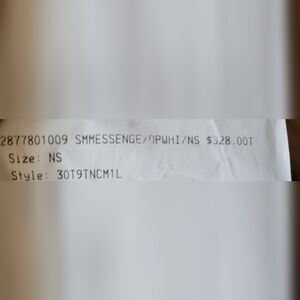 2877801009 SMMESSENGE/OPWHI/NS $328.00T
Size: NS
Style: 30T9TNCM1L